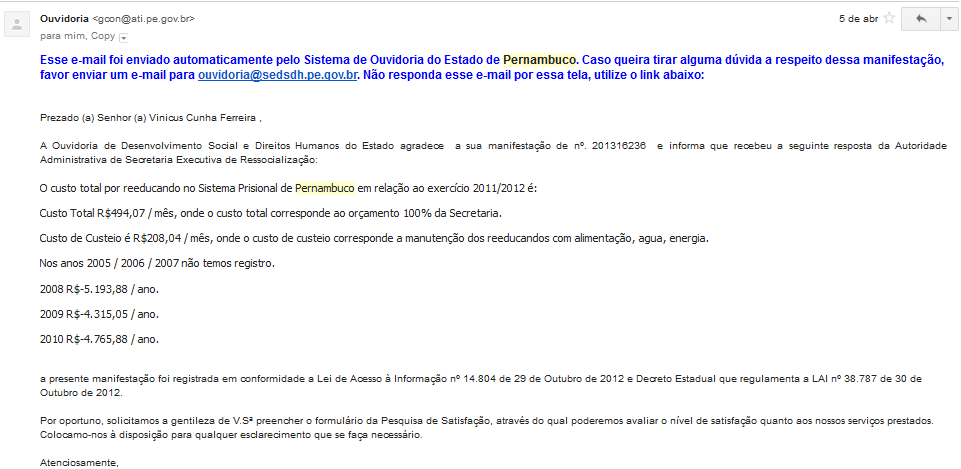 Ouvidoria <gcon@ati.pe.gov.br>
5 de abr
para mim, Copy
Esse e-mail foi enviado automaticamente pelo Sistema de Ouvidoria do Estado de Pernambuco. Caso queira tirar alguma dúvida a respeito dessa manifestação,
favor enviar um e-mail para ouvidoria@sedsdh.pe.gov.br. Não responda esse e-mail por essa tela, utilize o link abaixo:
Prezado (a) Senhor (a) Vinicus Cunha Ferreira ,
A Ouvidoria de Desenvolvimento Social e Direitos Humanos do Estado agradece a sua manifestação de nº. 201316236 e informa que recebeu a seguinte resposta da Autoridade
Administrativa de Secretaria Executiva de Ressocialização:
O custo total por reeducando no Sistema Prisional de Pernambuco em relação ao exercício 2011/2012 é:
Custo Total R$494,07 / mês, onde o custo total corresponde ao orçamento 100% da Secretaria.
Custo de Custeio é R$208,04 / mês, onde o custo de custeio corresponde a manutenção dos reeducandos com alimentação, agua, energia.
Nos anos 2005 / 2006 / 2007 não temos registro.
2008 R$-5.193,88 / ano.
2009 R$-4.315,05 / ano.
2010 R$-4.765,88 / ano.
a presente manifestação foi registrada em conformidade a Lei de Acesso à Informação nº 14.804 de 29 de Outubro de 2012 e Decreto Estadual que regulamenta a LAI nº 38.787 de 30 de
Outubro de 2012.
Por oportuno, solicitamos a gentileza de V.Sª preencher o formulário da Pesquisa de Satisfação, através do qual poderemos avaliar o nível de satisfação quanto aos nossos serviços prestados.
Colocamo-nos à disposição para qualquer esclarecimento que se faça necessário.
Atenciosamente,